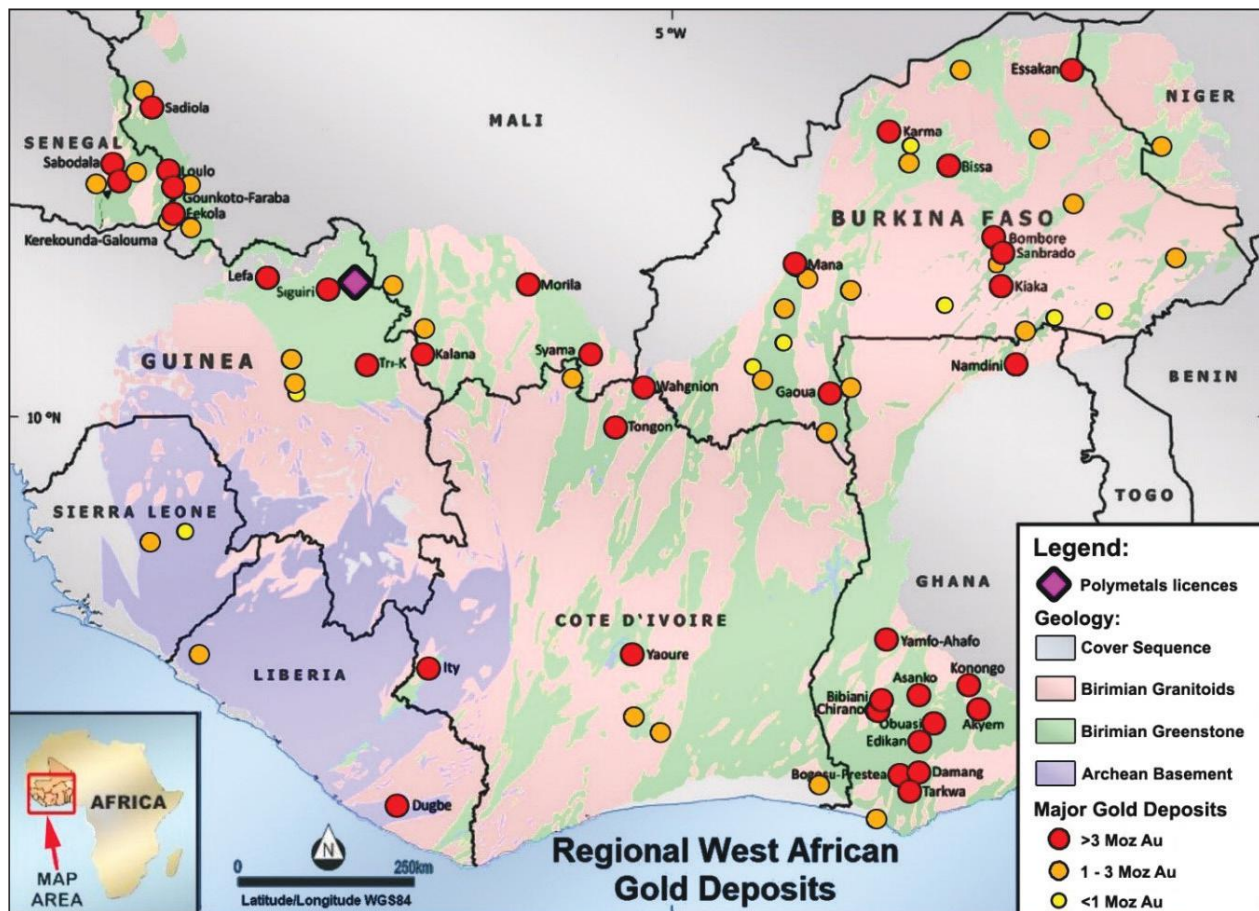 5 ºW
Essakan
NIGER
Sadiola
MALI
Karma
SENEGAL
Sabodala
Loulo
Bissa
Gounkoto-Faraba
Fekola
BURKINA FASO
Kerekounda-Galouma
Bombore
Sanbrado
Lefa
Siguiri
Morila
Mana
Kiaka
GUINEA
Tri-K
Kalana
Syama
Namdini
BENIN
Wahgnion
Gaoua
10 ºN
Tongon
TOGO
SIERRA LEONE
GHANA
COTE D'IVOIRE
Yamfo-Ahafo
Yaoure
LIBERIA
Ity
Konongo
Asanko
Bibiani
Chirano
Obuasi
Akyem
Edikan
Bogosu-Prestea
Damang
Tarkwa
Dugbe
Legend:
Polymetals licences
Geology:
Cover Sequence
Birimian Granitoids
Birimian Greenstone
Archean Basement
Major Gold Deposits
>3 Moz Au
1 - 3 Moz Au
<1 Moz Au
AFRICA
MAP
AREA
N
0
250km
Latitude/Longitude WGS84
Regional West African
Gold Deposits